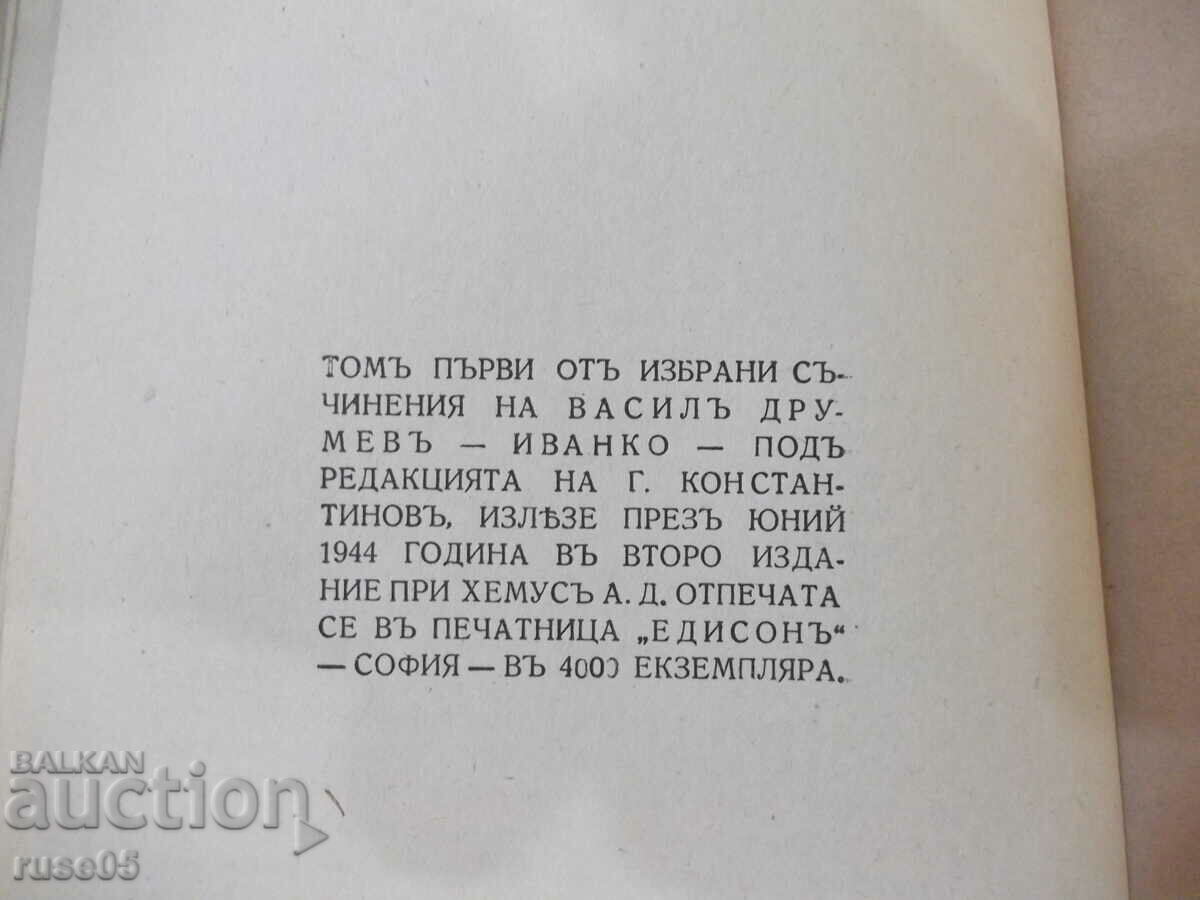 ТОМЪ ПЪРВИ ОТЪ ИЗБРАНИ СЪ-
ЧИНЕНИЯ НА ВАСИЛЪ ДРУ-
МЕВЪ — ИВАНКО — ПОДЪ
РЕДАКЦИЯТА НА Г. КОНСТАН-
ТИНОВЪ, ИЗЛѢЗЕ ПРЕЗЪ ЮНИЙ
1944 ГОДИНА ВЪ ВТОРО ИЗДА-
НИЕ ПРИ ХЕМУСЪ А. Д. ОТПЕЧАТА
СЕ ВЪ ПЕЧАТНИЦА „ЕДИСОНЪ“
— СОФИЯ — ВЪ 4000 ЕКЗЕМПЛЯРА.
BALKAN
auction
ruse05